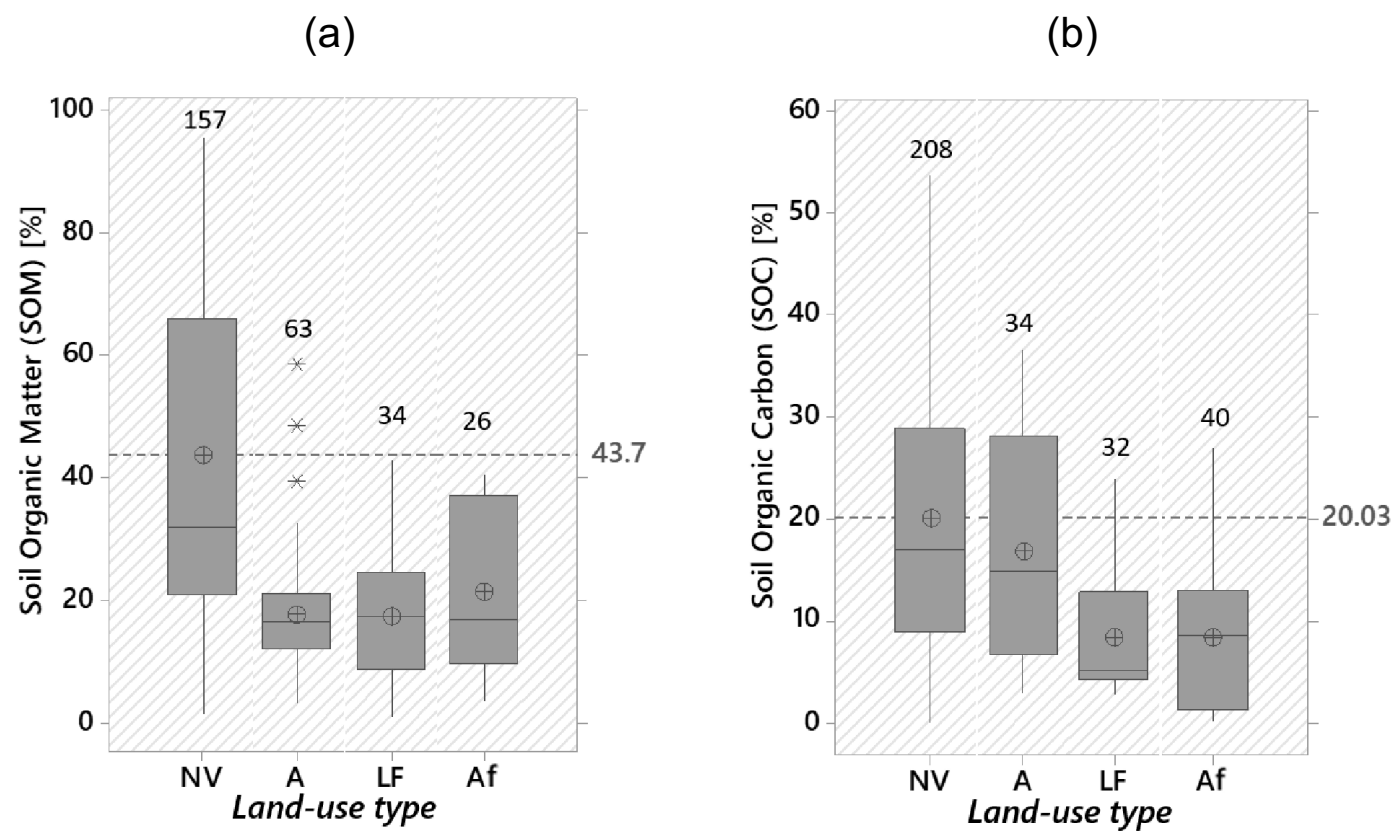 (a)
Soil Organic Matter (SOM) [%]
100
80
60
40
20
0
157
63
34
26
43.7
NV A LF Af
Land-use type
(b)
Soil Organic Carbon (SOC) [%]
60
50
40
30
20
10
0
208
34
32
40
20.03
NV A LF Af
Land-use type